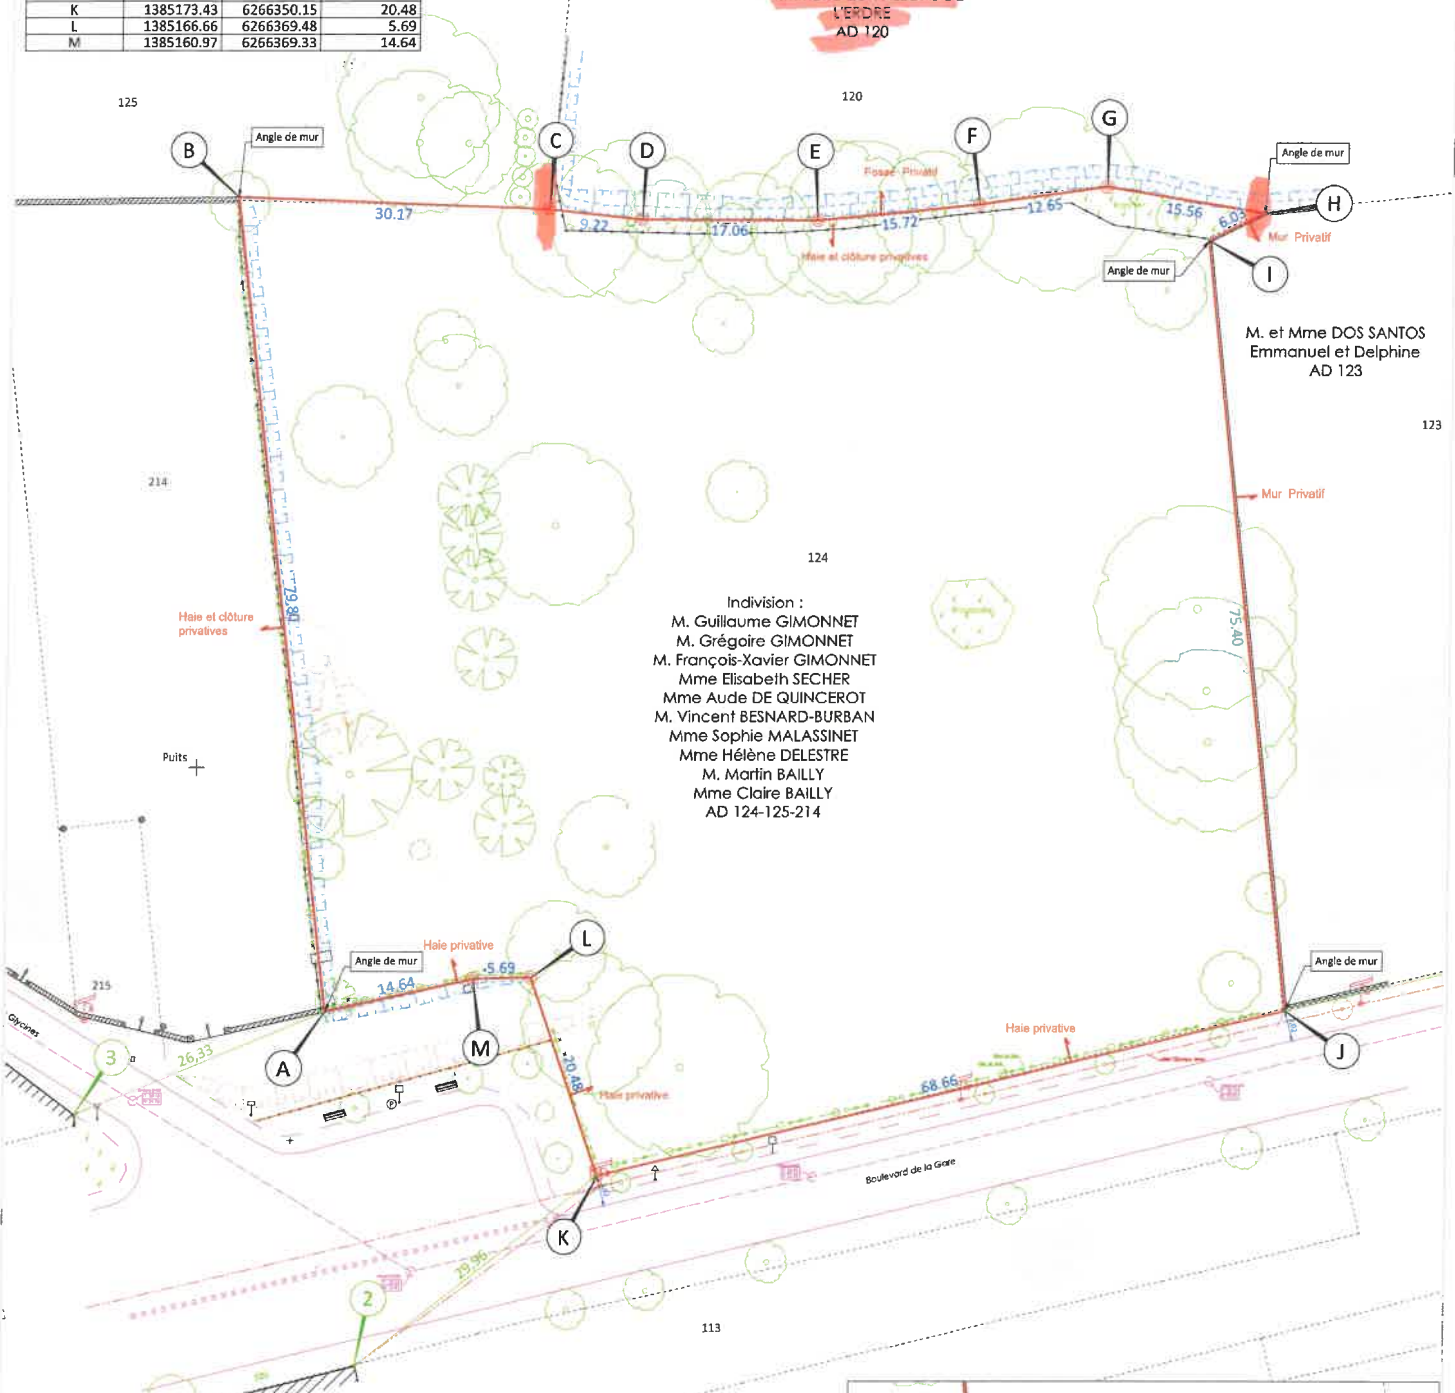 K 1385173.43 6266350.15 20.48
L 1385166.66 6266369.48 5.69
M 1385160.97 6266369.33 14.64
L'ERDRE
AD 120
125
120
B
Angle de mur
C
D
E
F
G
Angle de mur
H
30.17
9.22
17.06
15.72
12.65
15.56
6.03
Fossé Privatif
Haie et clôture privatives
Mur Privatif
Angle de mur
I
M. et Mme DOS SANTOS
Emmanuel et Delphine
AD 123
123
214
Mur Privatif
124
Indivision :
M. Guillaume GIMONNET
M. Grégoire GIMONNET
M. François-Xavier GIMONNET
Mme Elisabeth SECHER
Mme Aude DE QUINCEROT
M. Vincent BESNARD-BURBAN
Mme Sophie MALASSINET
Mme Hélène DELESTRE
M. Martin BAILLY
Mme Claire BAILLY
AD 124-125-214
79.80
Haie et clôture
privatives
75.40
Puits
Haie privative
L
Angle de mur
5.69
14.64
Angle de mur
215
Glycines
26,33
3
A
M
20.48
Haie privative
Haie privative
68.66
J
Boulevard de la Gare
K
29,96
2
113